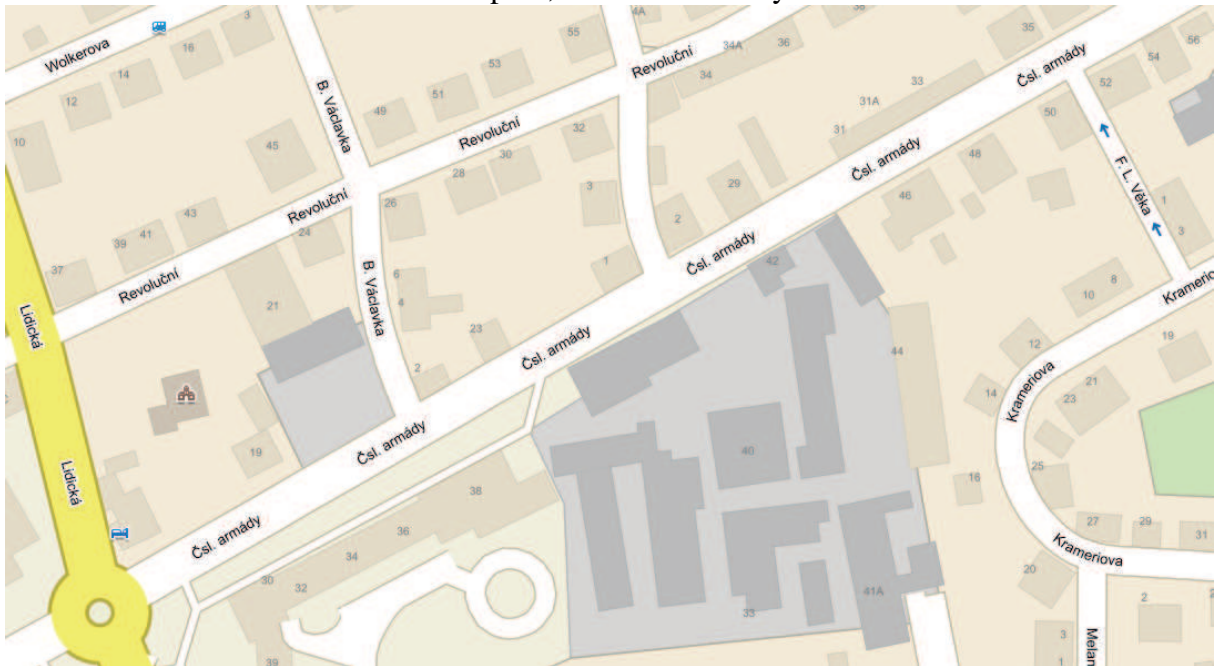 Wolkerova
3
16
14
12
10
B. Václavka
55
53
51
49
45
4A
38
34A
36
34
Revoluční
Revoluční
32
30
28
26
3
35
33
31A
31
Čsl. armády
56
54
52
50
48
46
Čsl. armády
29
2
F. L. Věka
1
3
Revoluční
43
41
39
37
24
21
Revoluční
Lidická
B. Václavka
6
4
23
2
1
Čsl. armády
42
Čsl. armády
8
10
Krameriova
12
19
44
14
Krameriova
21
23
19
Čsl. armády
Lidická
40
38
36
34
16
25
27
29
31
Čsl. armády
30
32
Krameriova
20
41A
33
39
2
3
1
Melan